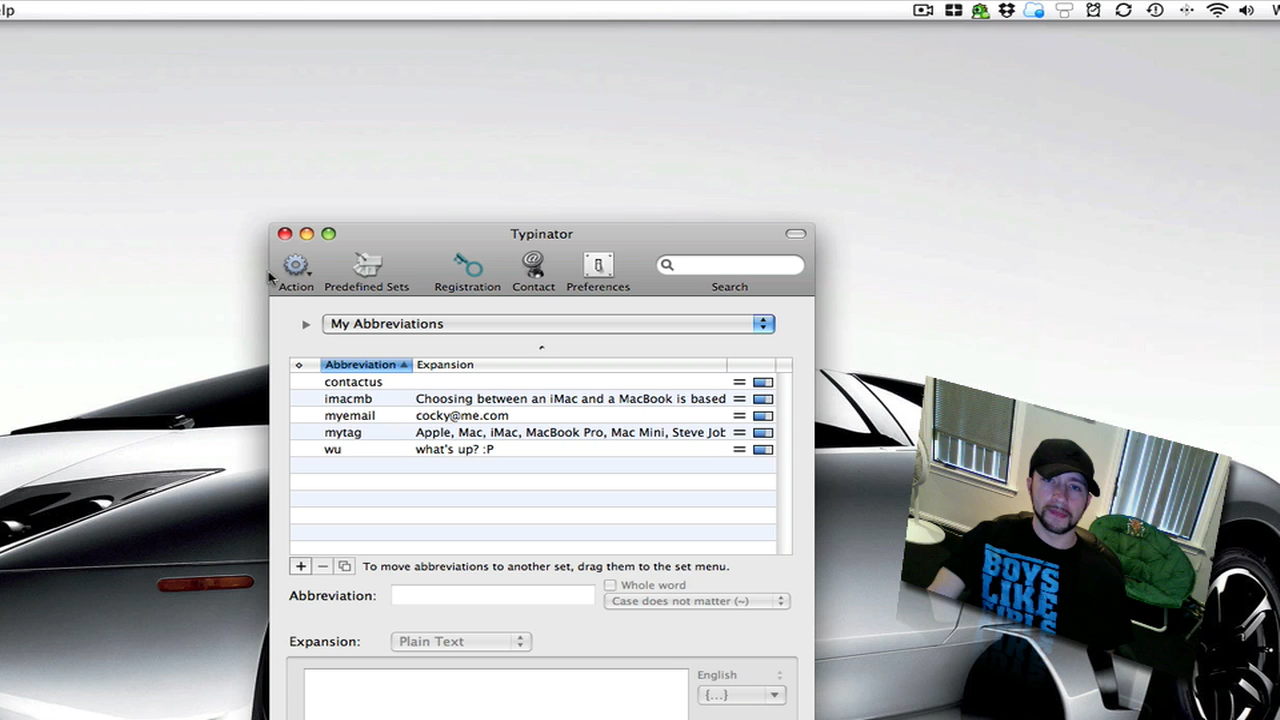 elp
Typinator
Action
Predefined Sets
Registration
Contact
Preferences
Search
My Abbreviations
Abbreviation Expansion
contactus
imacmb Choosing between an iMac and a MacBook is based
myemail cocky@me.com
mytag Apple, Mac, iMac, MacBook Pro, Mac Mini, Steve Job
wu what's up? :P
To move abbreviations to another set, drag them to the set menu.
Abbreviation:
Whole word
Case does not matter (~)
Expansion: Plain Text
English
{...}
BOYS
LIKE
GIRLS